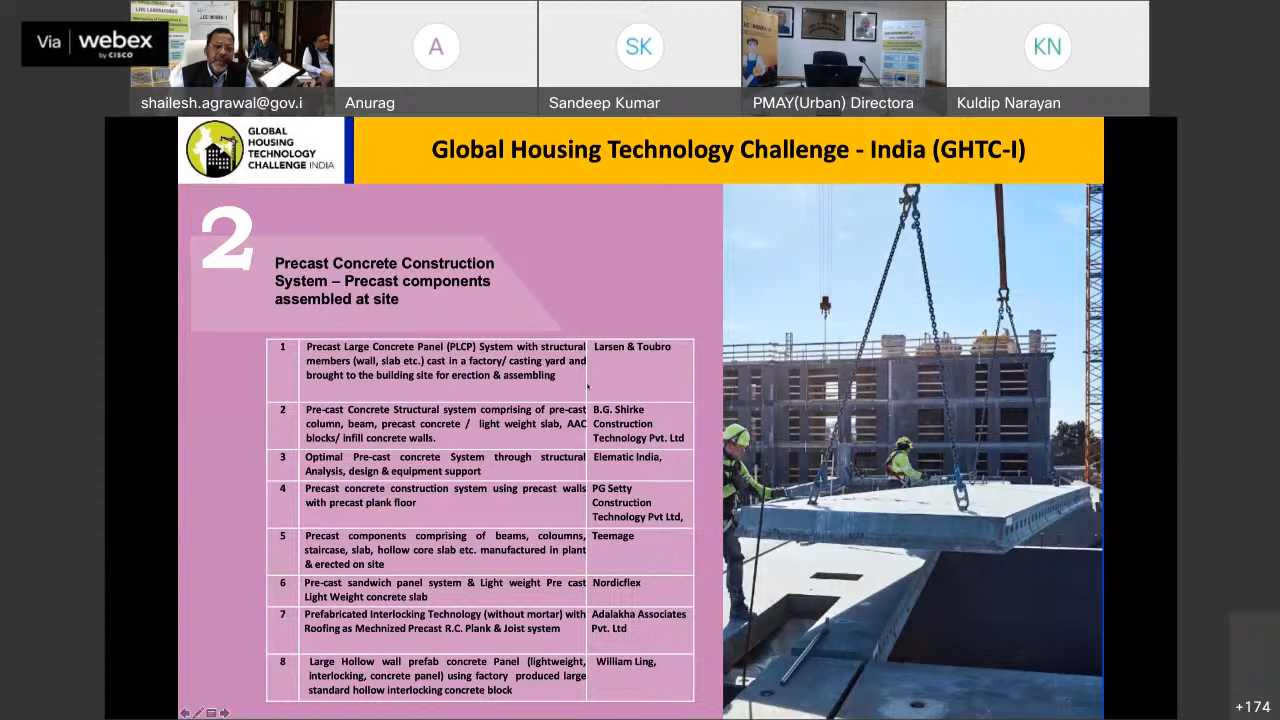 Via webex
by CISCO
A
SK
KN
shailesh.agrawal@gov.i
Anurag
Sandeep Kumar
PMAY(Urban) Directora
Kuldip Narayan
GLOBAL
HOUSING
TECHNOLOGY
CHALLENGE INDIA
Global Housing Technology Challenge - India (GHTC-I)
2
Precast Concrete Construction
System – Precast components
assembled at site
1
Precast Large Concrete Panel (PLCP) System with structural
members (wall, slab etc.) cast in a factory/ casting yard and
brought to the building site for erection & assembling
Larsen & Toubro
2
Pre-cast Concrete Structural system comprising of pre-cast
column, beam, precast concrete / light weight slab, AAC
blocks/ infill concrete walls.
B.G. Shirke
Construction
Technology Pvt. Ltd
3
Optimal Pre-cast concrete System through structural
Analysis, design & equipment support
Elematic India,
4
Precast concrete construction system using precast walls
with precast plank floor
PG Setty
Construction
Technology Pvt Ltd,
5
Precast components comprising of beams, coloumns,
staircase, slab, hollow core slab etc. manufactured in plant
& erected on site
Teemage
6
Pre-cast sandwich panel system & Light weight Pre cast
Light Weight concrete slab
Nordicflex
7
Prefabricated Interlocking Technology (without mortar) with
Roofing as Mechnized Precast R.C. Plank & Joist system
Adalakha Associates
Pvt. Ltd
8
Large Hollow wall prefab concrete Panel (lightweight,
interlocking, concrete panel) using factory produced large
standard hollow interlocking concrete block
William Ling,
+174